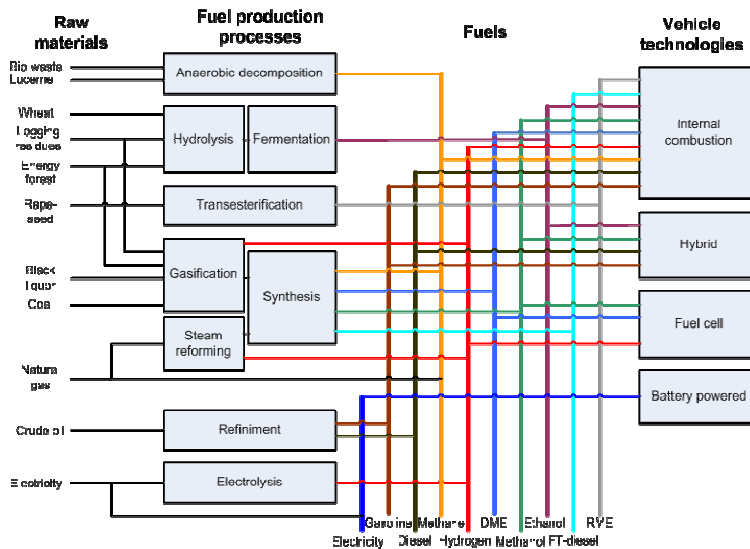 Raw
materials
Fuel production
processes
Fuels
Vehicle
technologies
Bio waste
Lucerne
Wheat
Logging
residues
Energy
forest
Rape-
seed
Black
liquor
Coal
Natural
gas
Crude oil
Electricity
Anaerobic decomposition
Hydrolysis
Fermentation
Transesterification
Gasification
Synthesis
Steam
reforming
Refiniment
Electrolysis
Internal
combustion
Hybrid
Fuel cell
Battery powered
Gasoline Methane DME Ethanol RME
Electricity Diesel Hydrogen Methanol FT-diesel